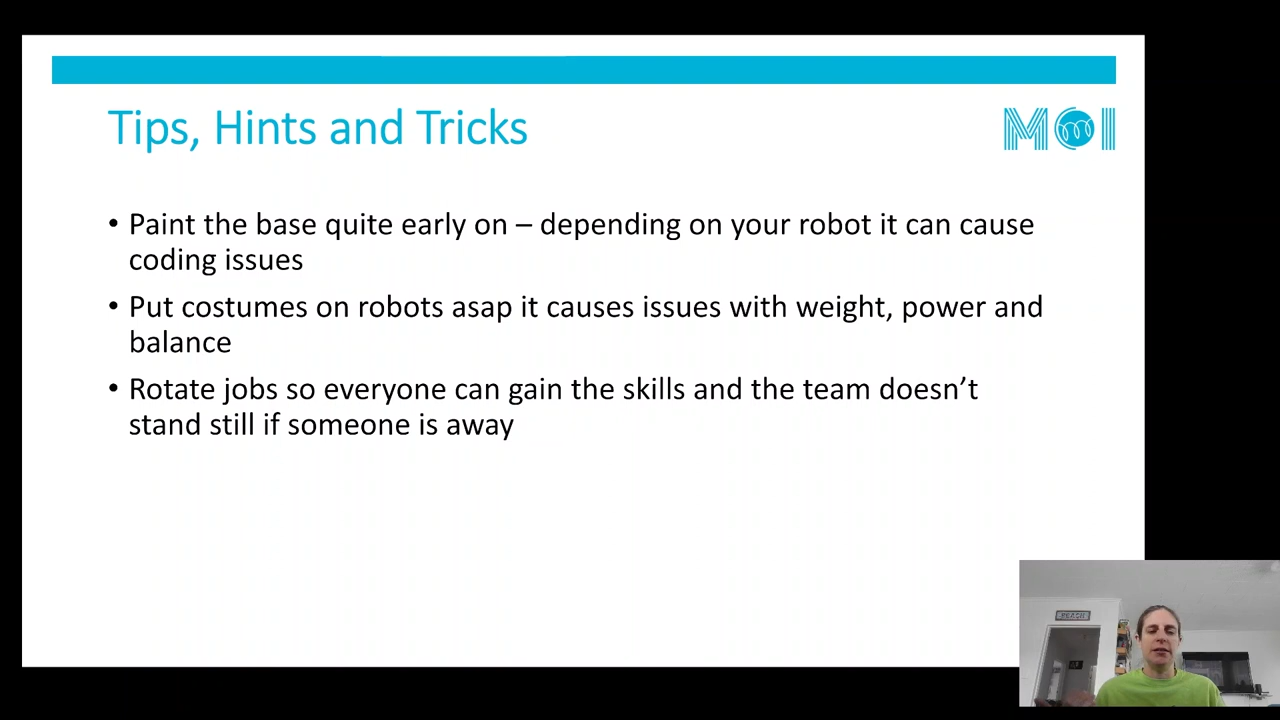 Tips, Hints and Tricks
MOI
• Paint the base quite early on – depending on your robot it can cause
coding issues
• Put costumes on robots asap it causes issues with weight, power and
balance
• Rotate jobs so everyone can gain the skills and the team doesn’t
stand still if someone is away